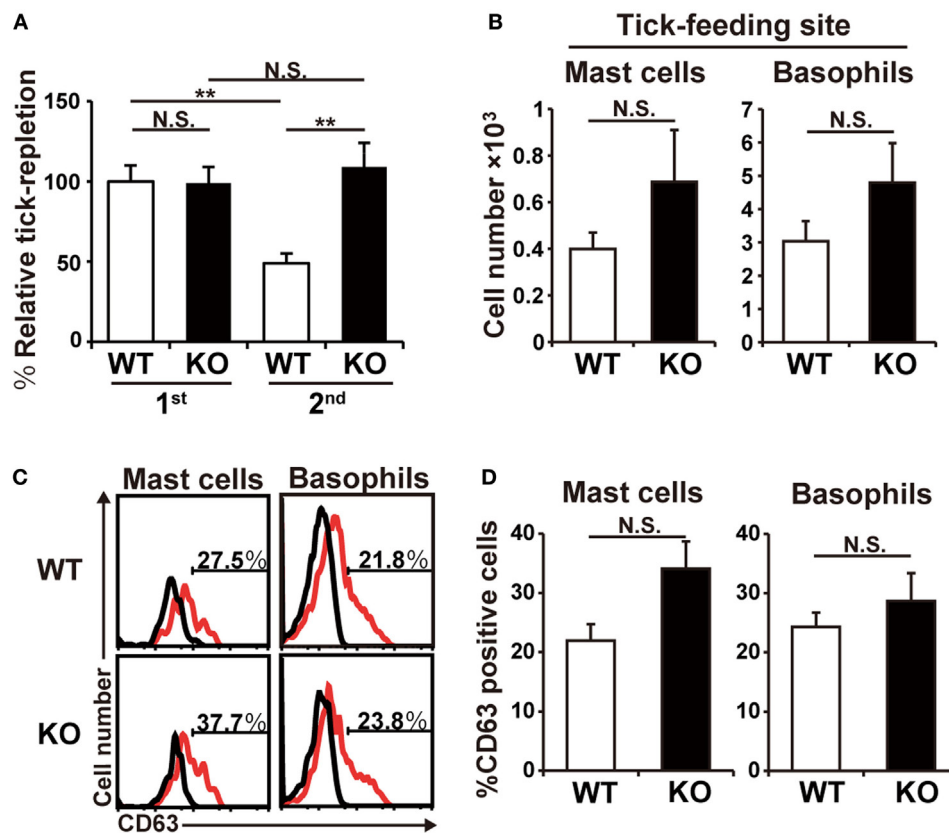 A
% Relative tick-repletion
150
100
50
0
N.S.
**
N.S.
**
WT KO WT KO
1st 2nd
B
Tick-feeding site
Mast cells Basophils
Cell number ×10³
1
0.8
0.6
0.4
0.2
0
N.S.
WT KO
7
6
5
4
3
2
1
0
N.S.
WT KO
C
Mast cells Basophils
WT
27.5% 21.8%
KO
37.7% 23.8%
Cell number
CD63
D
Mast cells Basophils
%CD63 positive cells
40
30
20
10
0
N.S.
WT KO
40
30
20
10
0
N.S.
WT KO